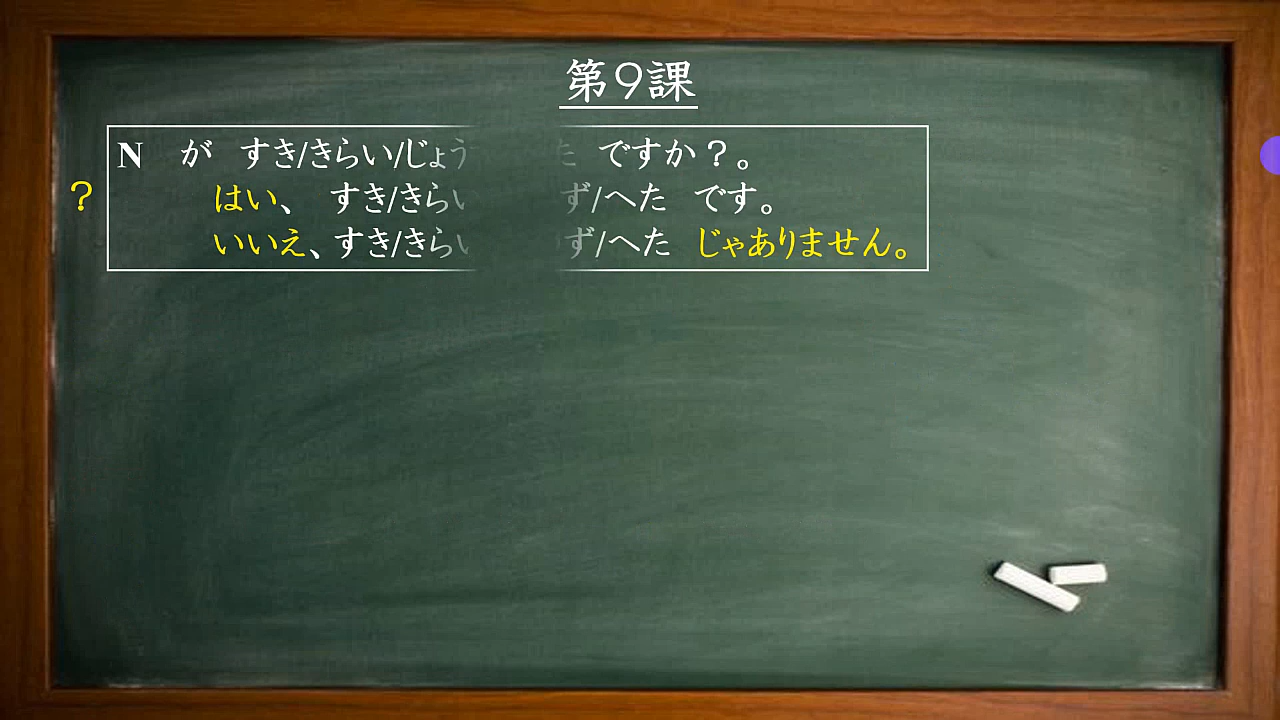 第9課
N が すき/きらい/じょう た ですか？。
? はい、 すき/きらい ず/へた です。
いいえ、すき/きらい ず/へた じゃありません。